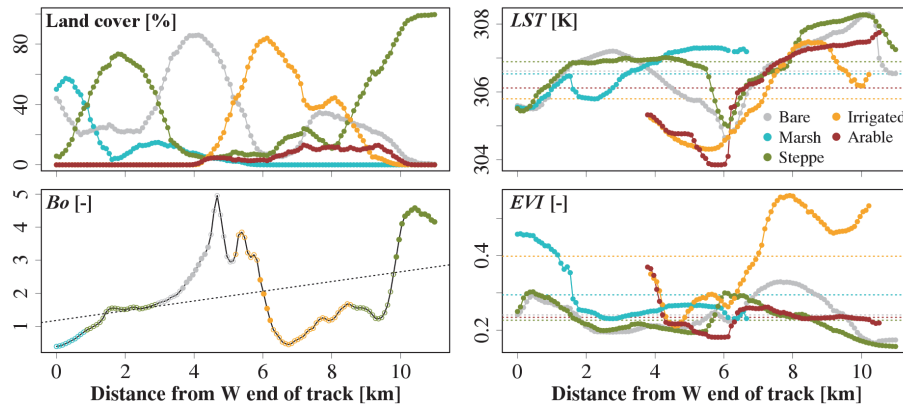 Land cover [%]
0 40 80
LST [K]
304 306 308
Bare
Marsh
Steppe
Irrigated
Arable
Bo [-]
1 2 3 4 5
0 2 4 6 8 10
Distance from W end of track [km]
EVI [-]
0.2 0.3 0.4
0 2 4 6 8 10
Distance from W end of track [km]